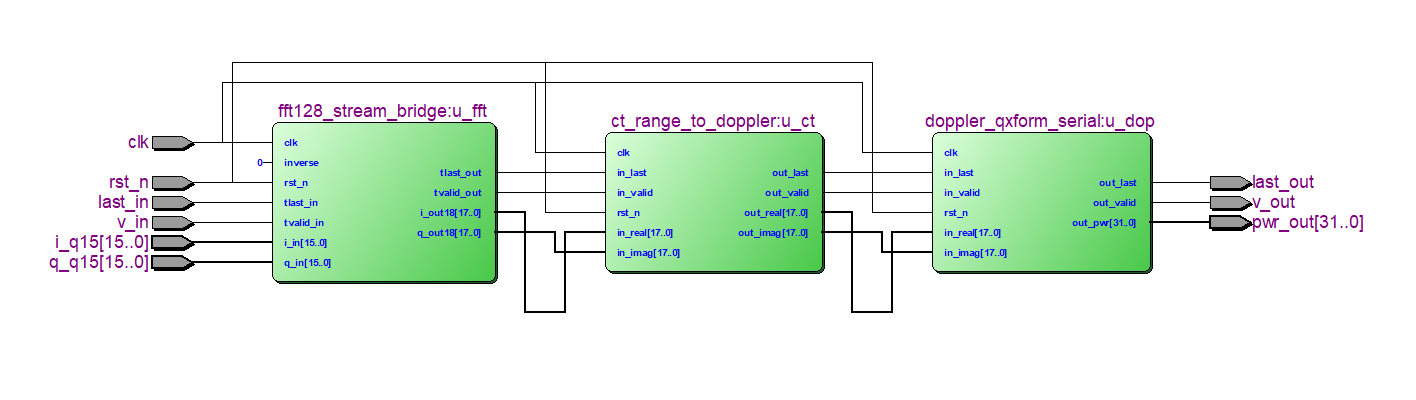 clk
rst_n
last_in
v_in
i_q15[15..0]
q_q15[15..0]
fft128_stream_bridge:u_fft
clk
0
inverse
rst_n
tlast_in
tvalid_in
i_in[15..0]
q_in[15..0]
tlast_out
tvalid_out
i_out18[17..0]
q_out18[17..0]
ct_range_to_doppler:u_ct
clk
in_last
in_valid
rst_n
in_real[17..0]
in_imag[17..0]
out_last
out_valid
out_real[17..0]
out_imag[17..0]
doppler_qxform_serial:u_dop
clk
in_last
in_valid
rst_n
in_real[17..0]
in_imag[17..0]
out_last
out_valid
out_pwr[31..0]
last_out
v_out
pwr_out[31..0]